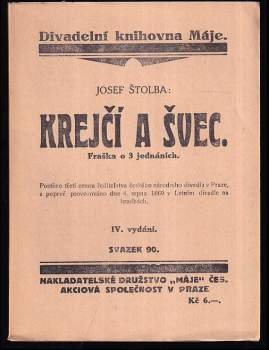 Divadelní knihovna Máje.
JOSEF ŠTOLBA:
KREJČÍ A ŠVEC.
Fraška o 3 jednáních.
Poctěno třetí cenou ředitelstva českého národního divadla v Praze,
a poprvé provozováno dne 4. srpna 1869 v Letním divadle na
hradbách.
IV. vydání.
SVAZEK 90.
NAKLADATELSKÉ DRUŽSTVO „MÁJE“ ČES.
AKCIOVÁ SPOLEČNOST V PRAZE
Kč 6.—.